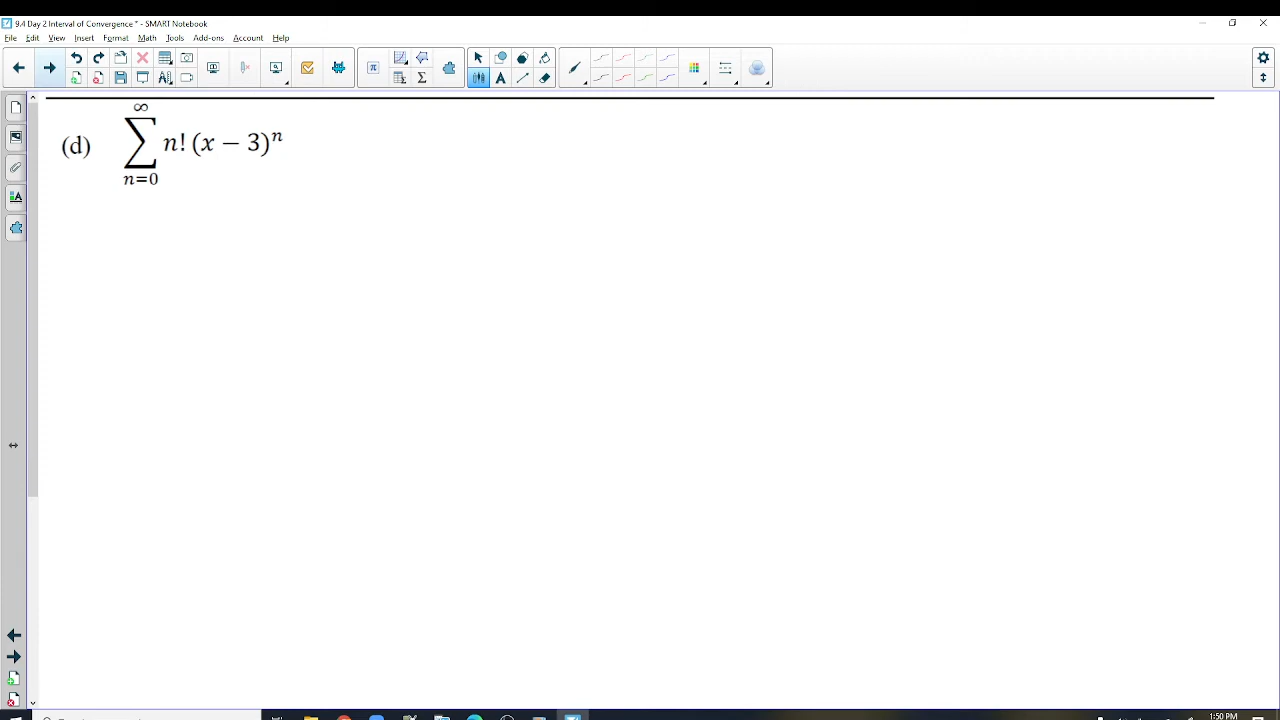 9.4 Day 2 Interval of Convergence * - SMART Notebook
File Edit View Insert Format Math Tools Add-ons Account Help
(d) ∞
∑ n! (x − 3)ⁿ
n=0
1:50 PM